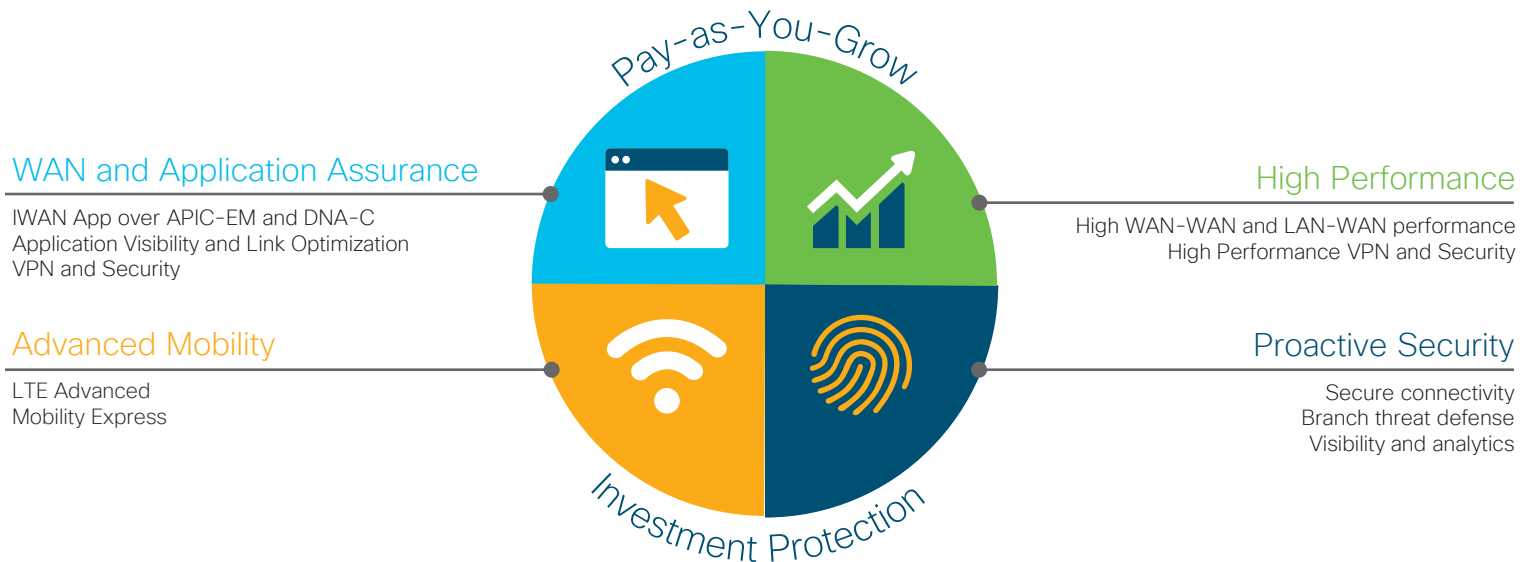 Pay-as-You-Grow
WAN and Application Assurance
IWAN App over APIC-EM and DNA-C
Application Visibility and Link Optimization
VPN and Security
High Performance
High WAN-WAN and LAN-WAN performance
High Performance VPN and Security
Advanced Mobility
LTE Advanced
Mobility Express
Proactive Security
Secure connectivity
Branch threat defense
Visibility and analytics
Investment Protection